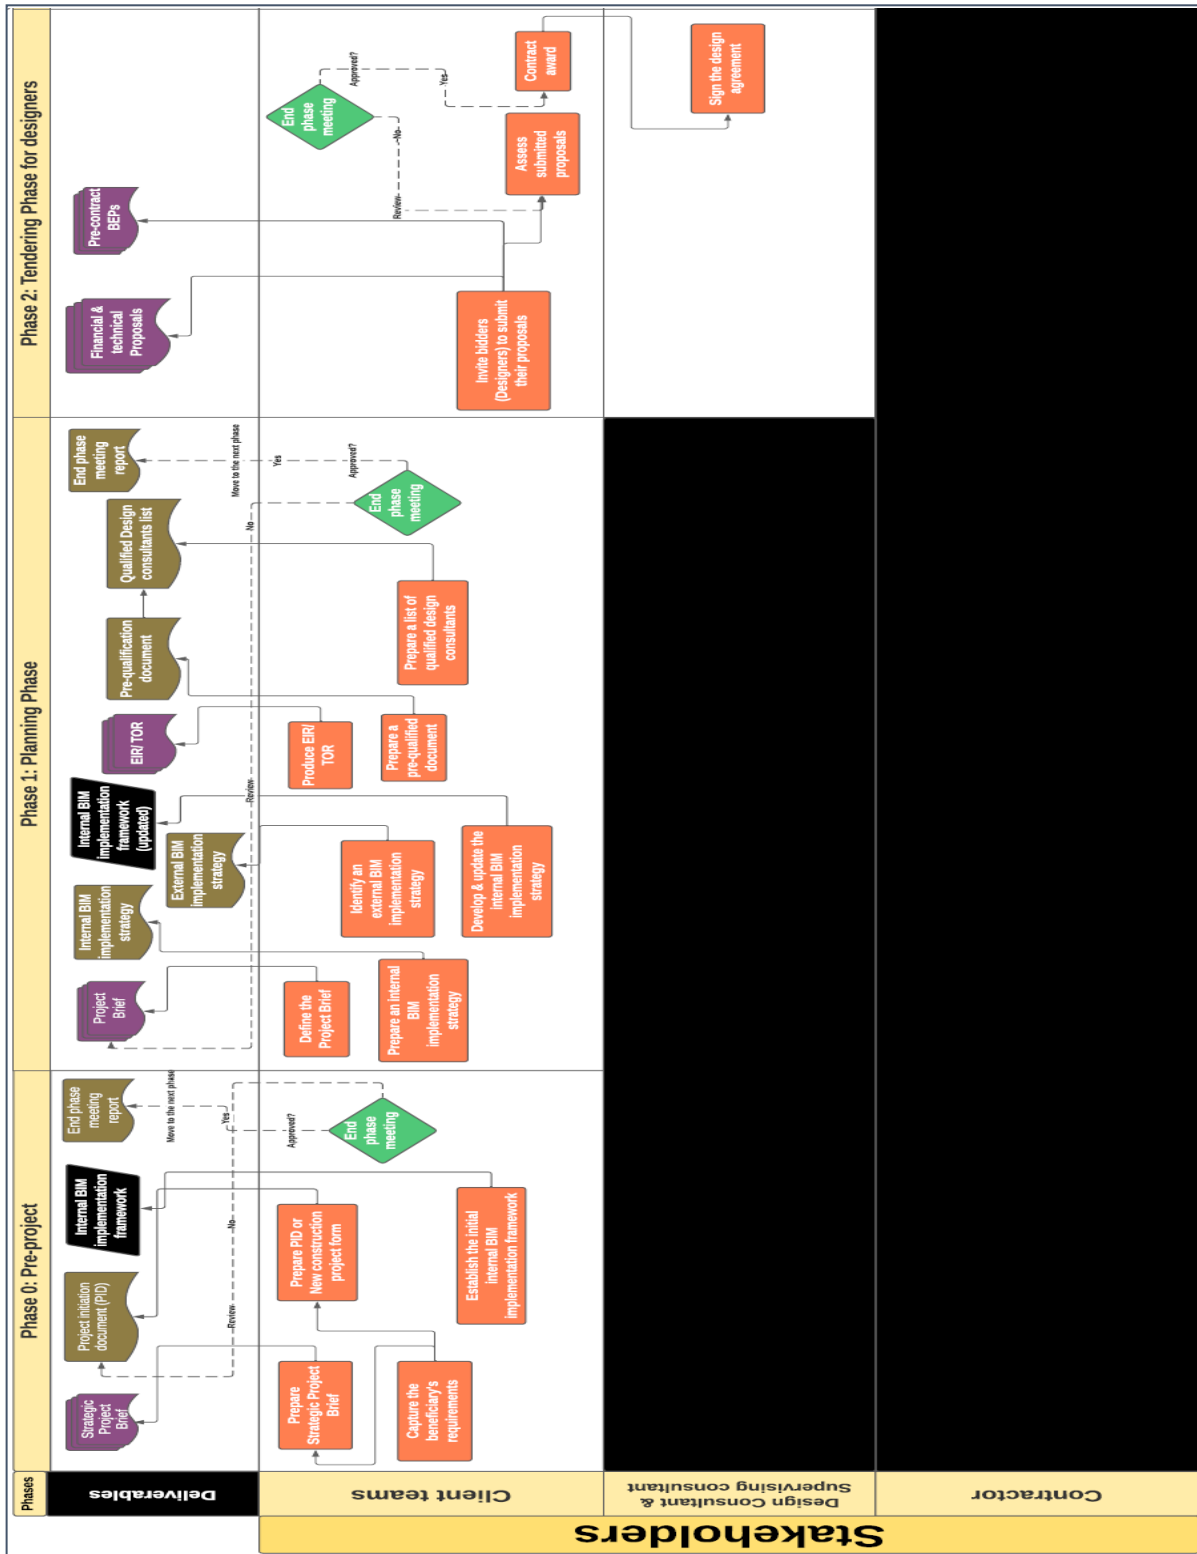 Phases
Phase 0: Pre-project
Phase 1: Planning Phase
Phase 2: Tendering Phase for designers
Stakeholders
Deliverables
Strategic
Project
Brief
Project initiation
document (PID)
Internal BIM
implementation
framework
End phase
meeting
report
Project
Brief
Internal BIM
implementation
strategy
External BIM
implementation
strategy
Internal BIM
implementation
framework
(updated)
EIR/ TOR
Pre-qualification
document
Qualified Design
consultants list
End phase
meeting
report
Financial &
technical
Proposals
Pre-contract
BEPs
Client teams
Prepare
Strategic Project
Brief
Capture the
beneficiary's
requirements
Prepare PID or
New construction
project form
Establish the initial
internal BIM
implementation framework
End
phase
meeting
Approved?
Yes
Move to the next phase
No
Review
Define the
Project Brief
Prepare an internal
BIM
implementation
strategy
Identify an
external BIM
implementation
strategy
Develop & update the
internal BIM
implementation
strategy
Produce EIR/
TOR
Prepare a
pre-qualified
document
Prepare a list of
qualified design
consultants
End
phase
meeting
Approved?
Yes
Move to the next phase
No
Review
Invite bidders
(Designers) to submit
their proposals
Assess
submitted
proposals
End
phase
meeting
Approved?
Yes
No
Review
Contract
award
Design Consultant &
Supervising consultant
Sign the design
agreement
Contractor